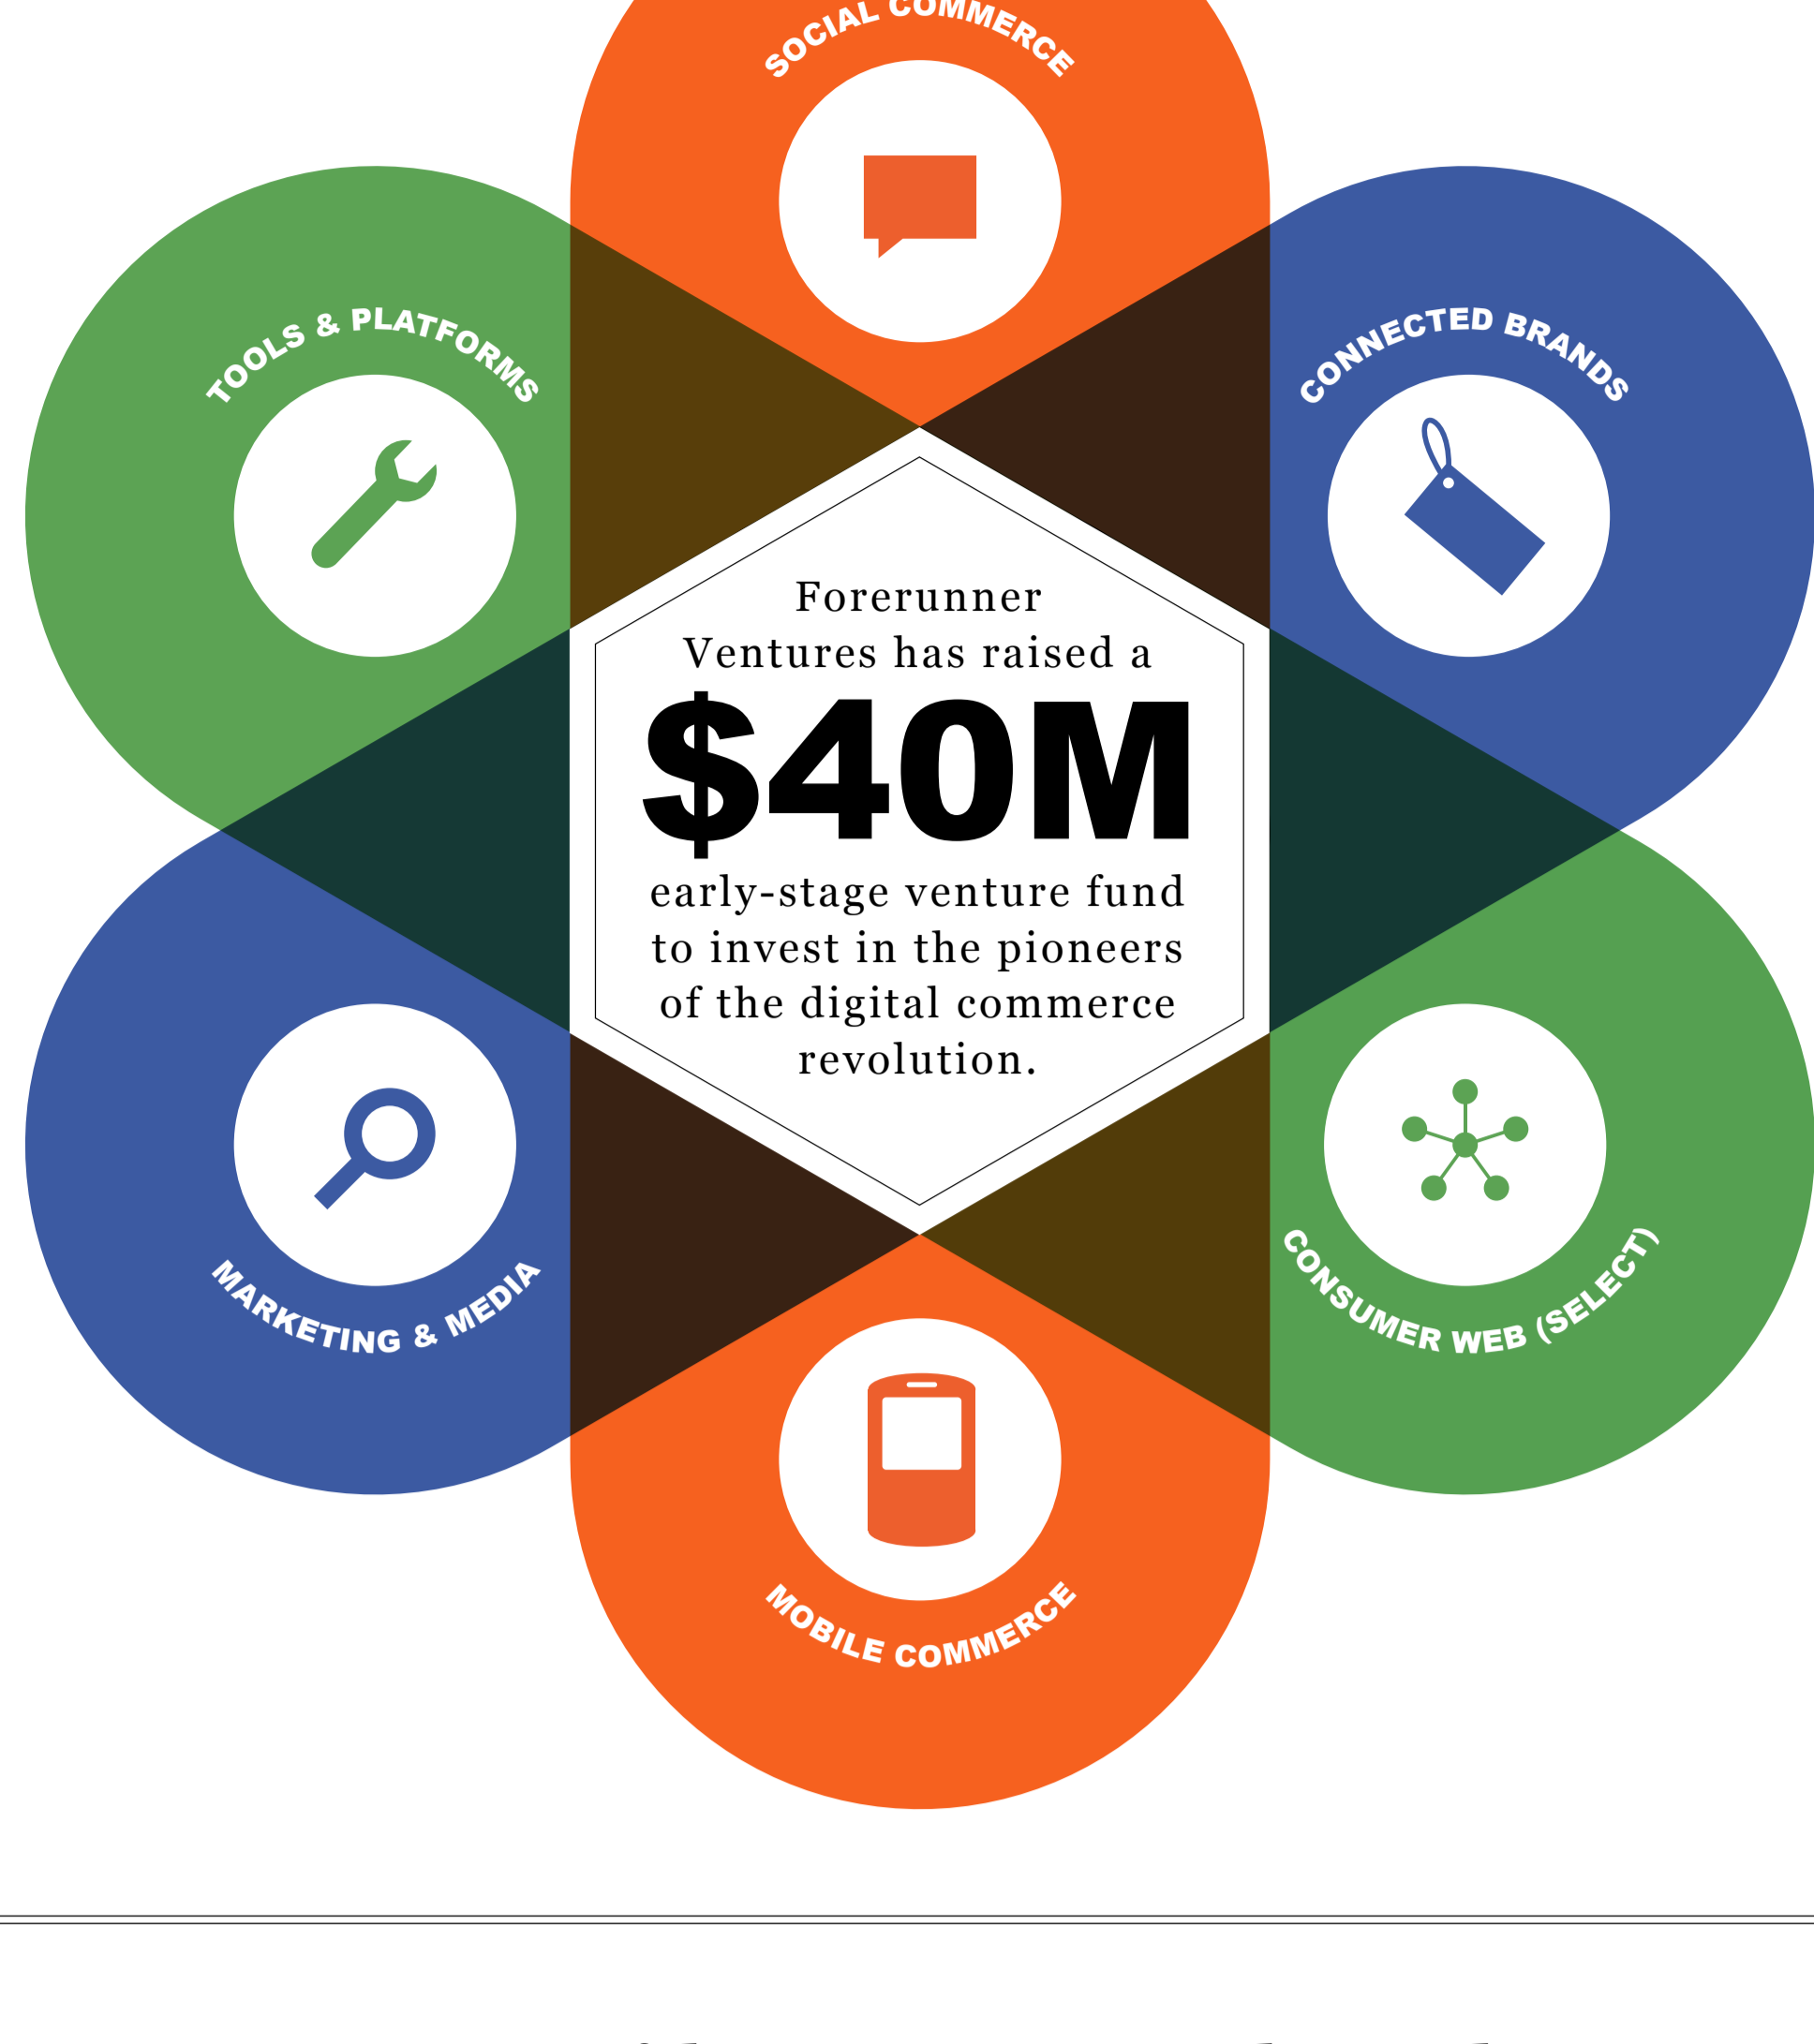 SOCIAL COMMERCE
TOOLS & PLATFORMS
CONNECTED BRANDS
Forerunner
Ventures has raised a
$40M
early-stage venture fund
to invest in the pioneers
of the digital commerce
revolution.
MARKETING & MEDIA
CONSUMER WEB (SELECT)
MOBILE COMMERCE